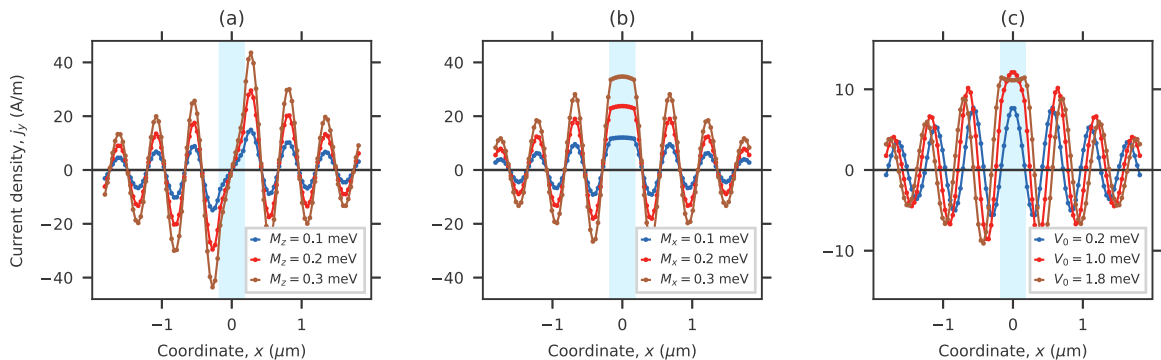 (a)
(b)
(c)
Current density, j_y (A/m)
40
20
0
−20
−40
−1
0
1
Coordinate, x (μm)
M_z = 0.1 meV
M_z = 0.2 meV
M_z = 0.3 meV
40
20
0
−20
−40
−1
0
1
Coordinate, x (μm)
M_x = 0.1 meV
M_x = 0.2 meV
M_x = 0.3 meV
10
0
−10
−1
0
1
Coordinate, x (μm)
V_0 = 0.2 meV
V_0 = 1.0 meV
V_0 = 1.8 meV